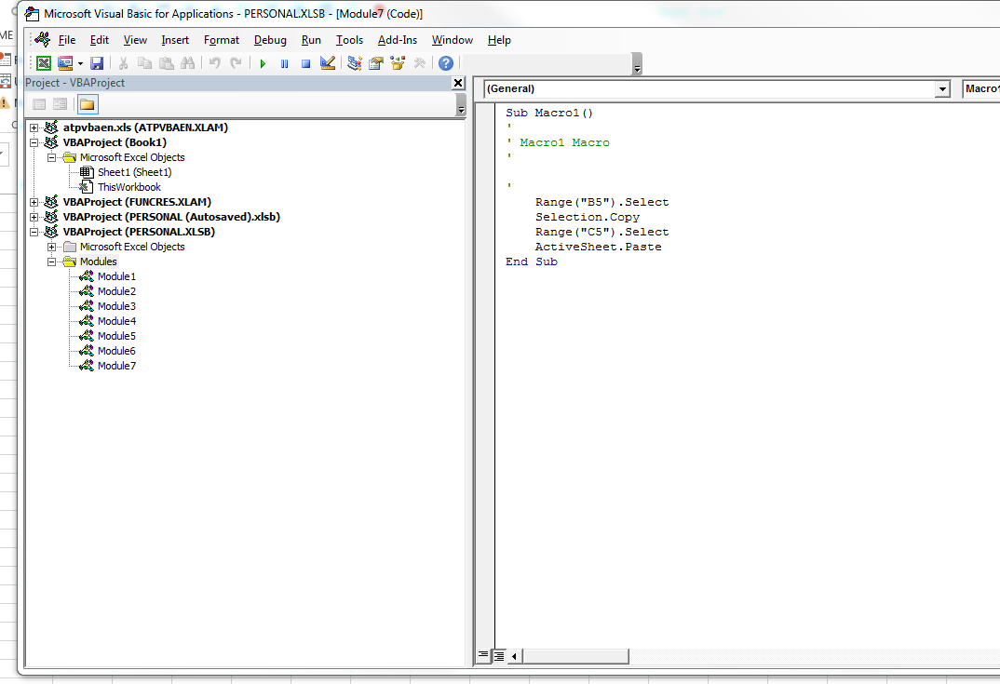 Microsoft Visual Basic for Applications - PERSONAL.XLSB - [Module7 (Code)]
ME
File Edit View Insert Format Debug Run Tools Add-Ins Window Help
Project - VBAProject
(General)
Macro1
atpvbaen.xls (ATPVBAEN.XLAM)
VBAProject (Book1)
Microsoft Excel Objects
Sheet1 (Sheet1)
ThisWorkbook
VBAProject (FUNCRES.XLAM)
VBAProject (PERSONAL (Autosaved).xlsb)
VBAProject (PERSONAL.XLSB)
Microsoft Excel Objects
Modules
Module1
Module2
Module3
Module4
Module5
Module6
Module7
Sub Macro1()
'
' Macro1 Macro
'
'
Range("B5").Select
Selection.Copy
Range("C5").Select
ActiveSheet.Paste
End Sub